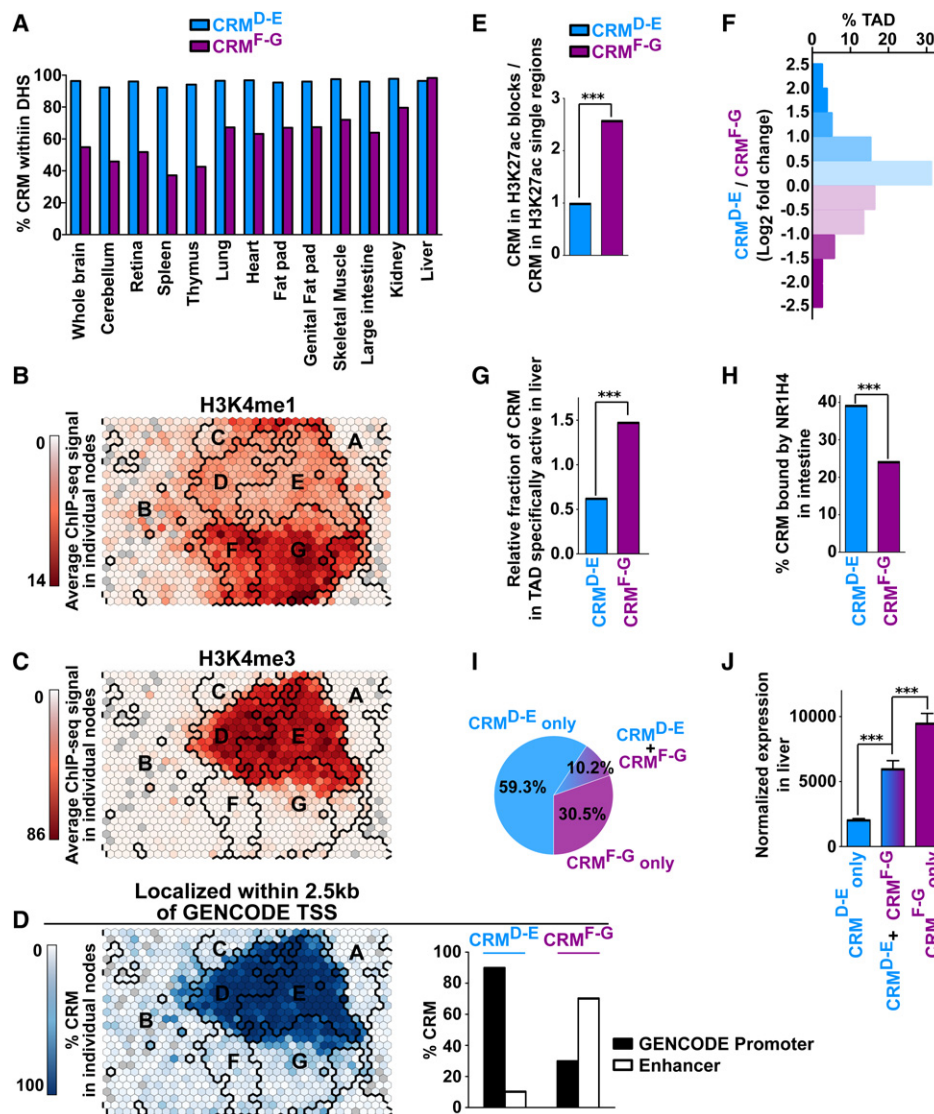 A
CRM^D-E
CRM^F-G
% CRM withiin DHS
100
80
60
40
20
0
Whole brain
Cerebellum
Retina
Spleen
Thymus
Lung
Heart
Fat pad
Genital Fat pad
Skeletal Muscle
Large intestine
Kidney
Liver
E
CRM^D-E
CRM^F-G
CRM in H3K27ac blocks /
CRM in H3K27ac single regions
3
2
1
0
***
F
% TAD
0 10 20 30
CRM^D-E / CRM^F-G
(Log2 fold change)
2.5
2.0
1.5
1.0
0.5
0.0
-0.5
-1.0
-1.5
-2.0
-2.5
B
H3K4me1
0
14
Average ChIP-seq signal
in individual nodes
C
A
D
E
B
F
G
G
Relative fraction of CRM
in TAD specifically active in liver
1.5
1.0
0.5
0.0
***
CRM^D-E
CRM^F-G
H
% CRM bound by NR1H4
in intestine
40
30
20
10
0
***
CRM^D-E
CRM^F-G
C
H3K4me3
0
86
Average ChIP-seq signal
in individual nodes
C
A
D
E
B
F
G
I
CRM^D-E only
59.3%
CRM^D-E
+
CRM^F-G
10.2%
30.5%
CRM^F-G only
J
Normalized expression
in liver
10000
5000
0
***
***
CRM^D-E only
CRM^D-E + CRM^F-G
CRM^F-G only
D
Localized within 2.5kb
of GENCODE TSS
0
100
% CRM
in individual nodes
C
A
D
E
B
F
G
CRM^D-E
CRM^F-G
% CRM
100
80
60
40
20
0
GENCODE Promoter
Enhancer